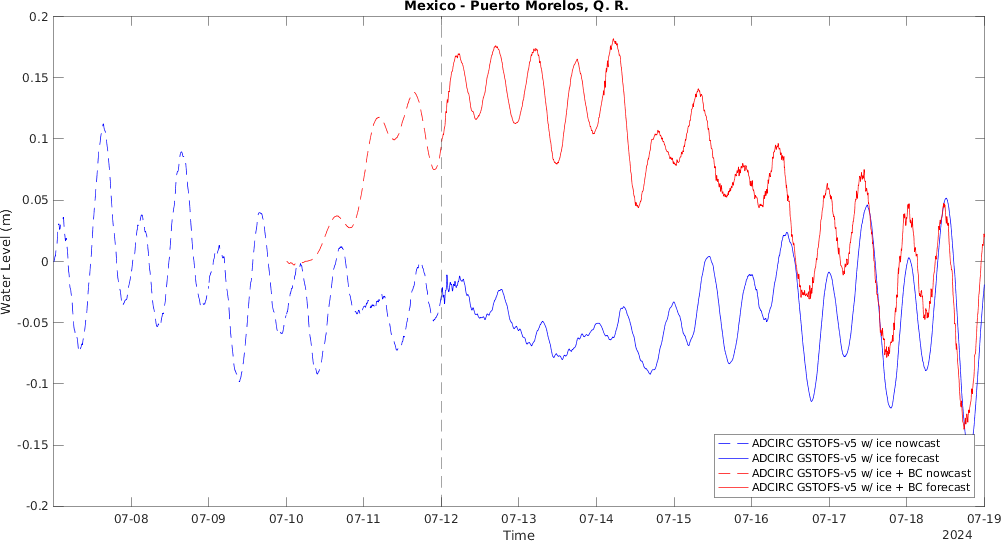 Mexico - Puerto Morelos, Q. R.
0.2
0.15
0.1
0.05
0
-0.05
-0.1
-0.15
-0.2
Water Level (m)
ADCIRC GSTOFS-v5 w/ ice nowcast
ADCIRC GSTOFS-v5 w/ ice forecast
ADCIRC GSTOFS-v5 w/ ice + BC nowcast
ADCIRC GSTOFS-v5 w/ ice + BC forecast
07-08 07-09 07-10 07-11 07-12 07-13 07-14 07-15 07-16 07-17 07-18 07-19
Time
2024